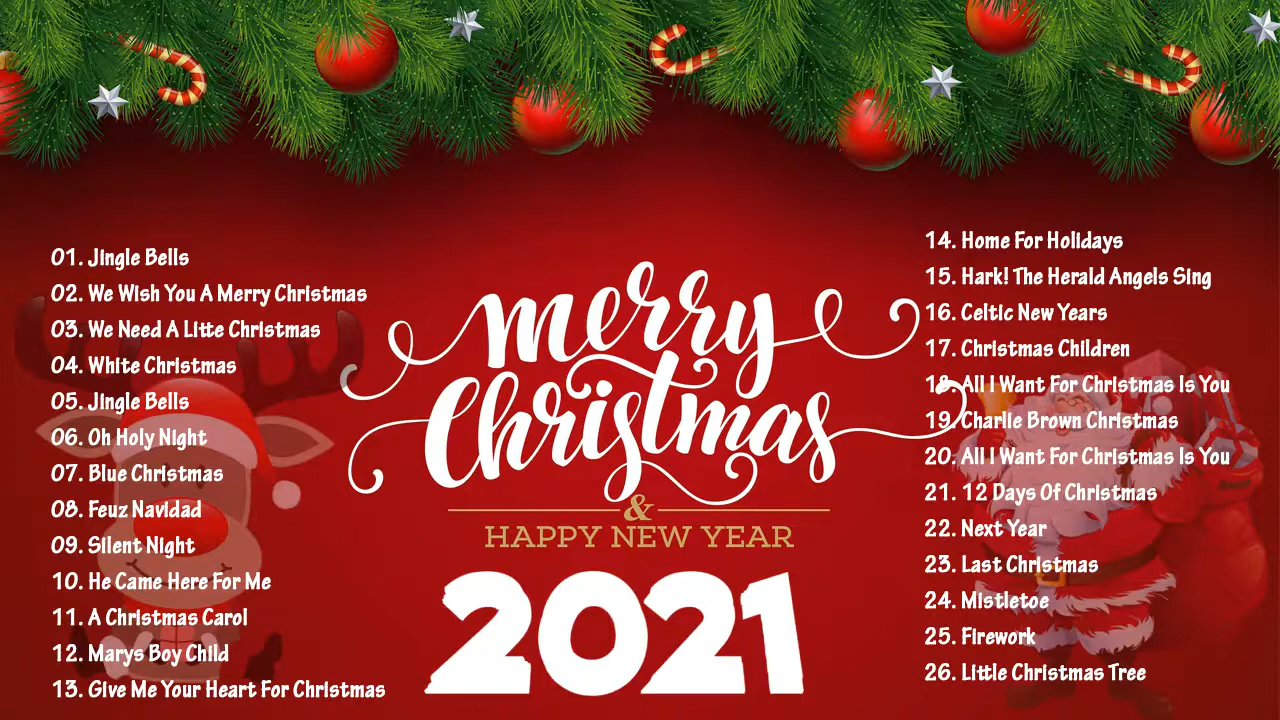 01. Jingle Bells
02. We Wish You A Merry Christmas
03. We Need A Litte Christmas
04. White Christmas
05. Jingle Bells
06. Oh Holy Night
07. Blue Christmas
08. Feuz Navidad
09. Silent Night
10. He Came Here For Me
11. A Christmas Carol
12. Marys Boy Child
13. Give Me Your Heart For Christmas
merry
Christmas
&
HAPPY NEW YEAR
2021
14. Home For Holidays
15. Hark! The Herald Angels Sing
16. Celtic New Years
17. Christmas Children
18. All I Want For Christmas Is You
19. Charlie Brown Christmas
20. All I Want For Christmas Is You
21. 12 Days Of Christmas
22. Next Year
23. Last Christmas
24. Mistletoe
25. Firework
26. Little Christmas Tree